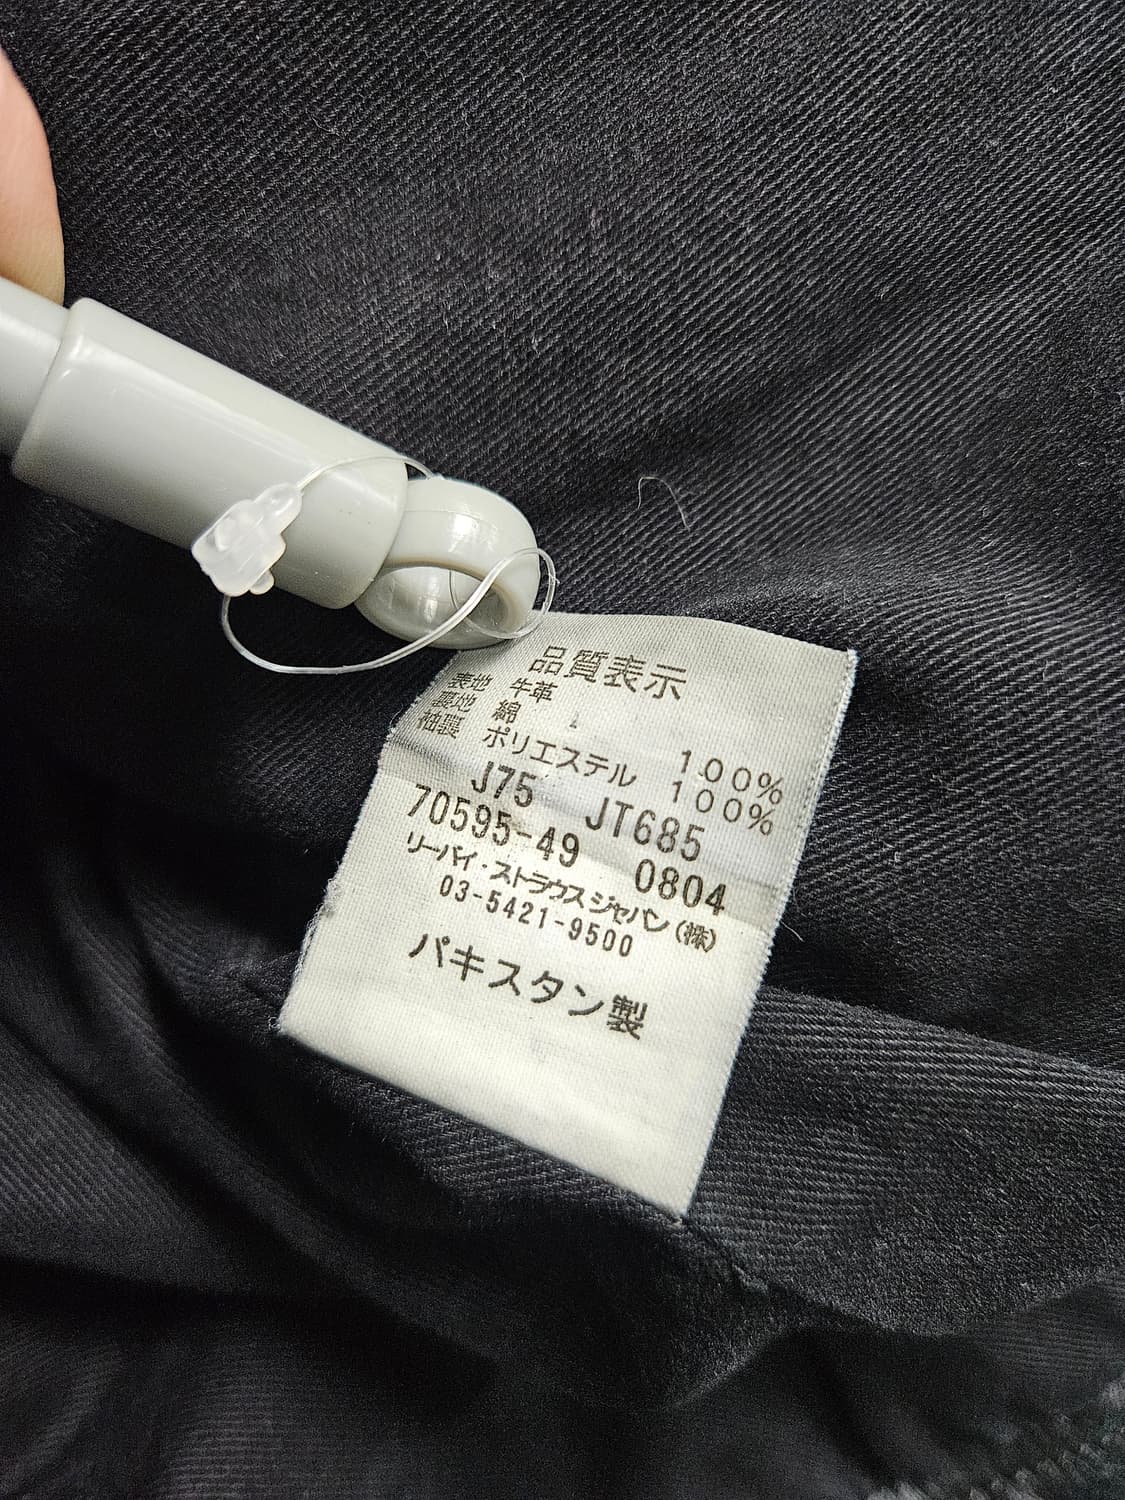 品質表示
表地 牛革
裏地 綿 100%
袖裏 ポリエステル 100%
J75 JT685
70595-49 0804
リーバイ・ストラウスジャパン(株)
03-5421-9500
パキスタン製